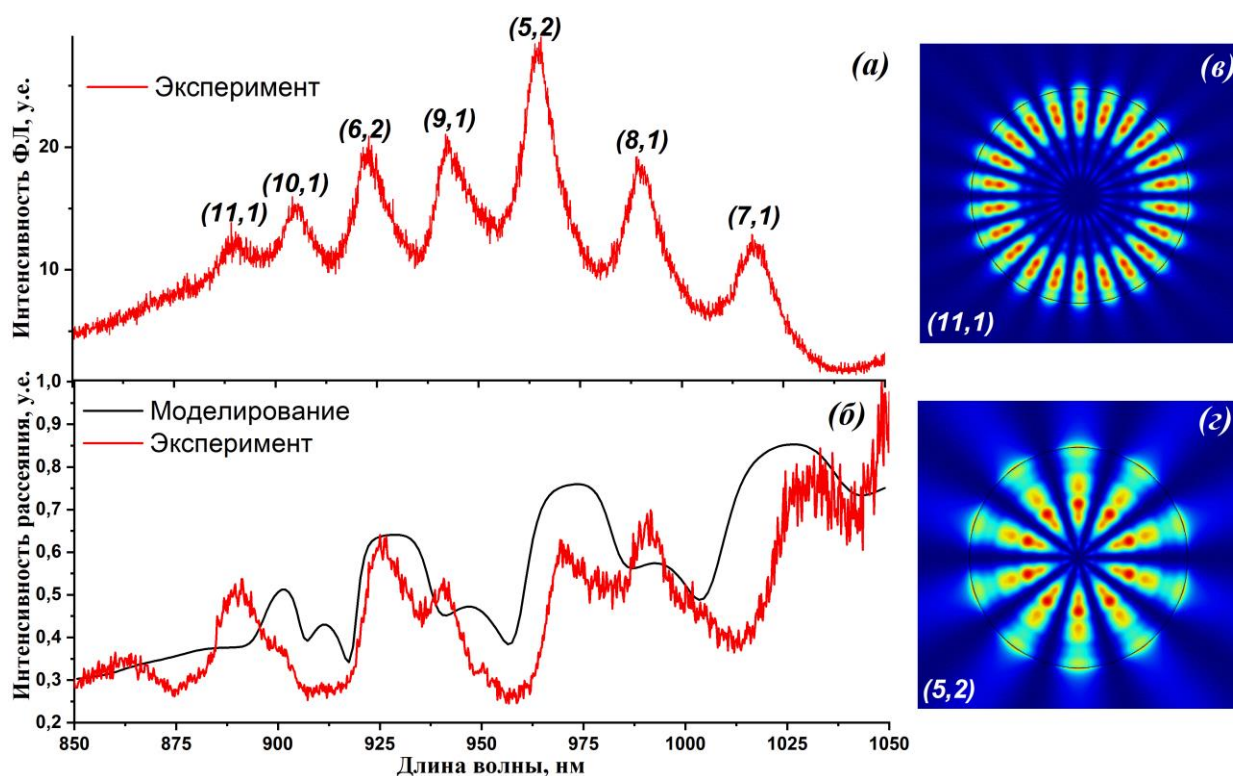 Интенсивность ФЛ, у.е.
20
10
Эксперимент
(11,1)
(10,1)
(6,2)
(9,1)
(5,2)
(8,1)
(7,1)
(а)
(в)
(11,1)
Интенсивность рассеяния, у.е.
1,0
0,9
0,8
0,7
0,6
0,5
0,4
0,3
0,2
Моделирование
Эксперимент
(б)
850
875
900
925
950
975
1000
1025
1050
Длина волны, нм
(г)
(5,2)